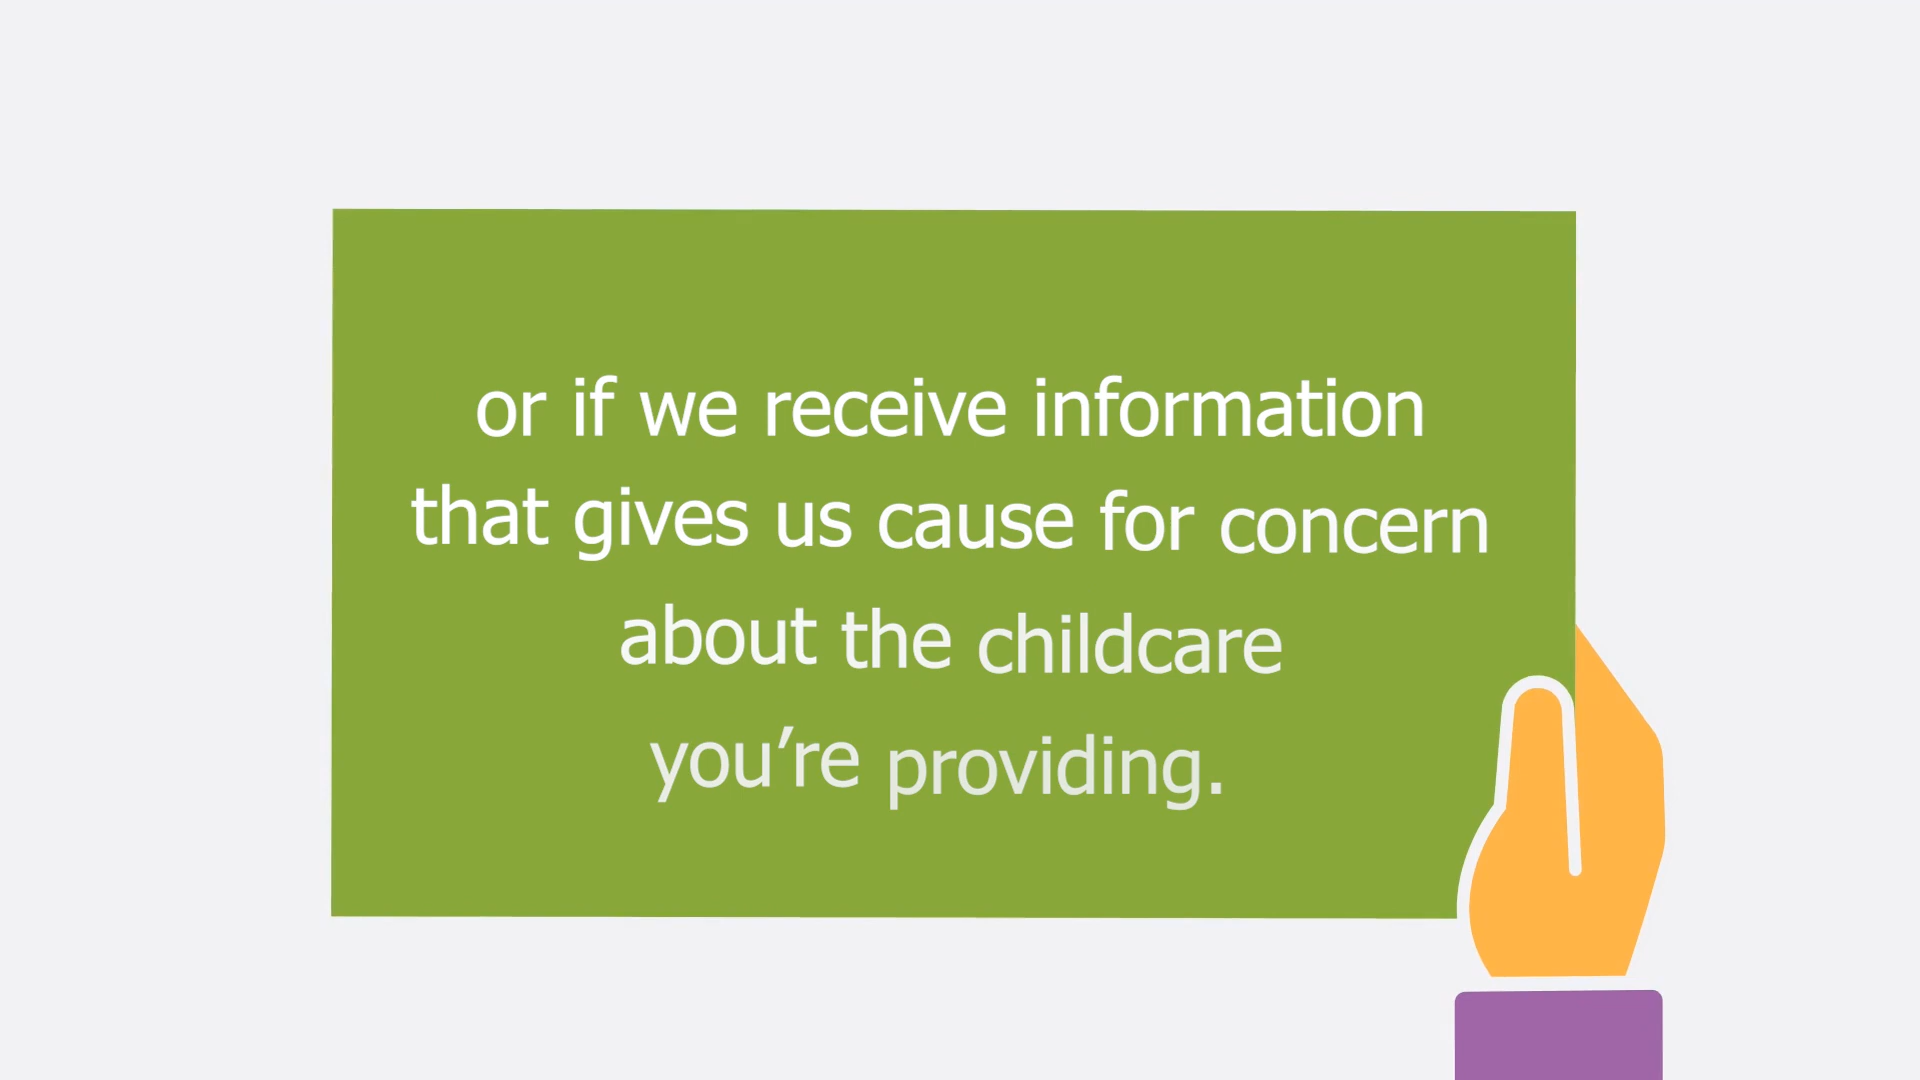 or if we receive information
that gives us cause for concern
about the childcare
you’re providing.